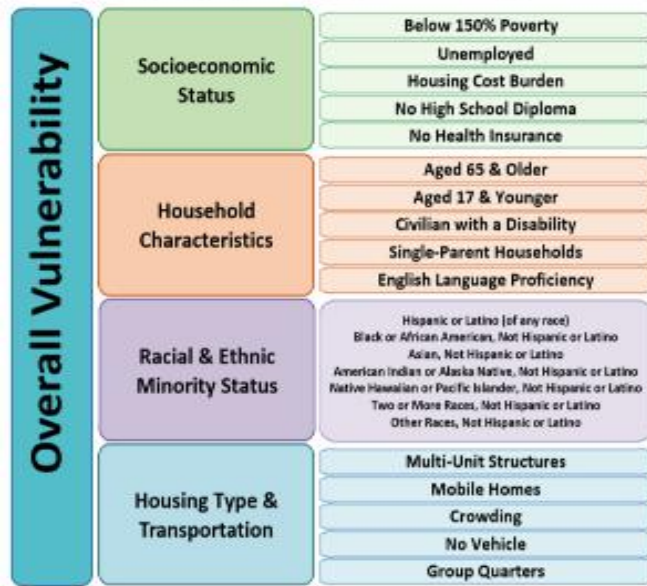 Overall Vulnerability
Socioeconomic
Status
Below 150% Poverty
Unemployed
Housing Cost Burden
No High School Diploma
No Health Insurance
Household
Characteristics
Aged 65 & Older
Aged 17 & Younger
Civilian with a Disability
Single-Parent Households
English Language Proficiency
Racial & Ethnic
Minority Status
Hispanic or Latino (of any race)
Black or African American, Not Hispanic or Latino
Asian, Not Hispanic or Latino
American Indian or Alaska Native, Not Hispanic or Latino
Native Hawaiian or Pacific Islander, Not Hispanic or Latino
Two or More Races, Not Hispanic or Latino
Other Races, Not Hispanic or Latino
Housing Type &
Transportation
Multi-Unit Structures
Mobile Homes
Crowding
No Vehicle
Group Quarters